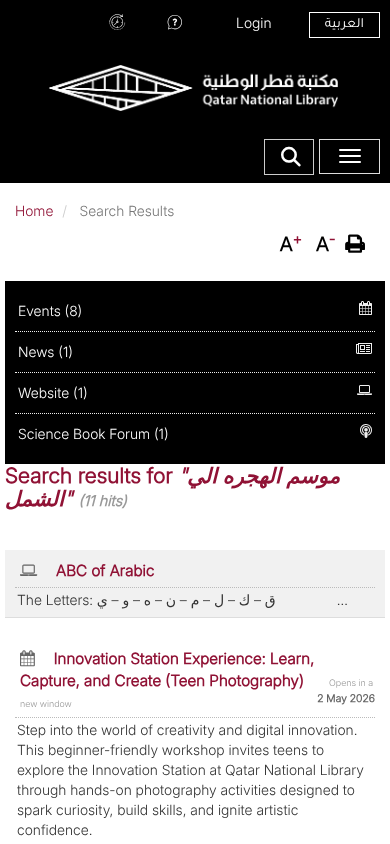 Login
العربية
مكتبة قطر الوطنية
Qatar National Library
Home / Search Results
A+ A-
Events (8)
News (1)
Website (1)
Science Book Forum (1)
Search results for "موسم الهجره الي
الشمل" (11 hits)
ABC of Arabic
The Letters: ق – ك – ل – م – ن – ه – و – ي ...
Innovation Station Experience: Learn,
Capture, and Create (Teen Photography) Opens in a
new window
2 May 2026
Step into the world of creativity and digital innovation.
This beginner-friendly workshop invites teens to
explore the Innovation Station at Qatar National Library
through hands-on photography activities designed to
spark curiosity, build skills, and ignite artistic
confidence.